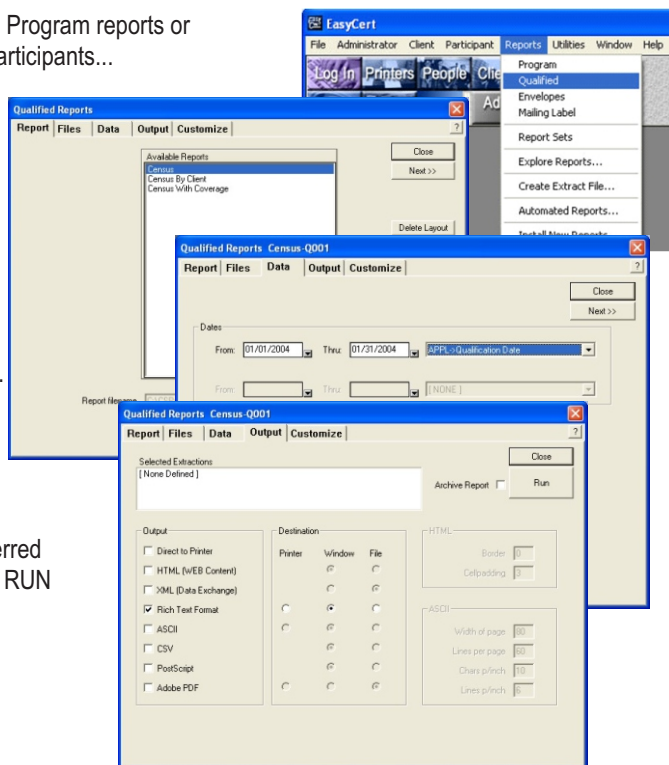 Program reports or
articipants...
EasyCert
File Administrator Client Participant Reports Utilities Window Help
Log In Printers People Clie
Ad
Program
Qualified
Envelopes
Mailing Label
Report Sets
Explore Reports...
Create Extract File...
Automated Reports...
Install New Reports
Qualified Reports
Report Files Data Output Customize
?
Available Reports
Census
Census By Client
Census With Coverage
Close
Next >>
Delete Layout
Report filename
Qualified Reports Census-Q001
Report Files Data Output Customize
?
Close
Next >>
Dates
From: 01/01/2004 Thru: 01/31/2004 APPL->Qualification Date
From: Thru: [NONE]
.
erred
RUN
Qualified Reports Census-Q001
Report Files Data Output Customize
?
Selected Extractions
[ None Defined ]
Archive Report
Close
Run
Output
Direct to Printer
HTML (WEB Content)
XML (Data Exchange)
Rich Text Format
ASCII
CSV
PostScript
Adobe PDF
Destination
Printer Window File
HTML
Border 0
Cellpadding 3
ASCII
Width of page 80
Lines per page 60
Chars p/inch 10
Lines p/inch 6